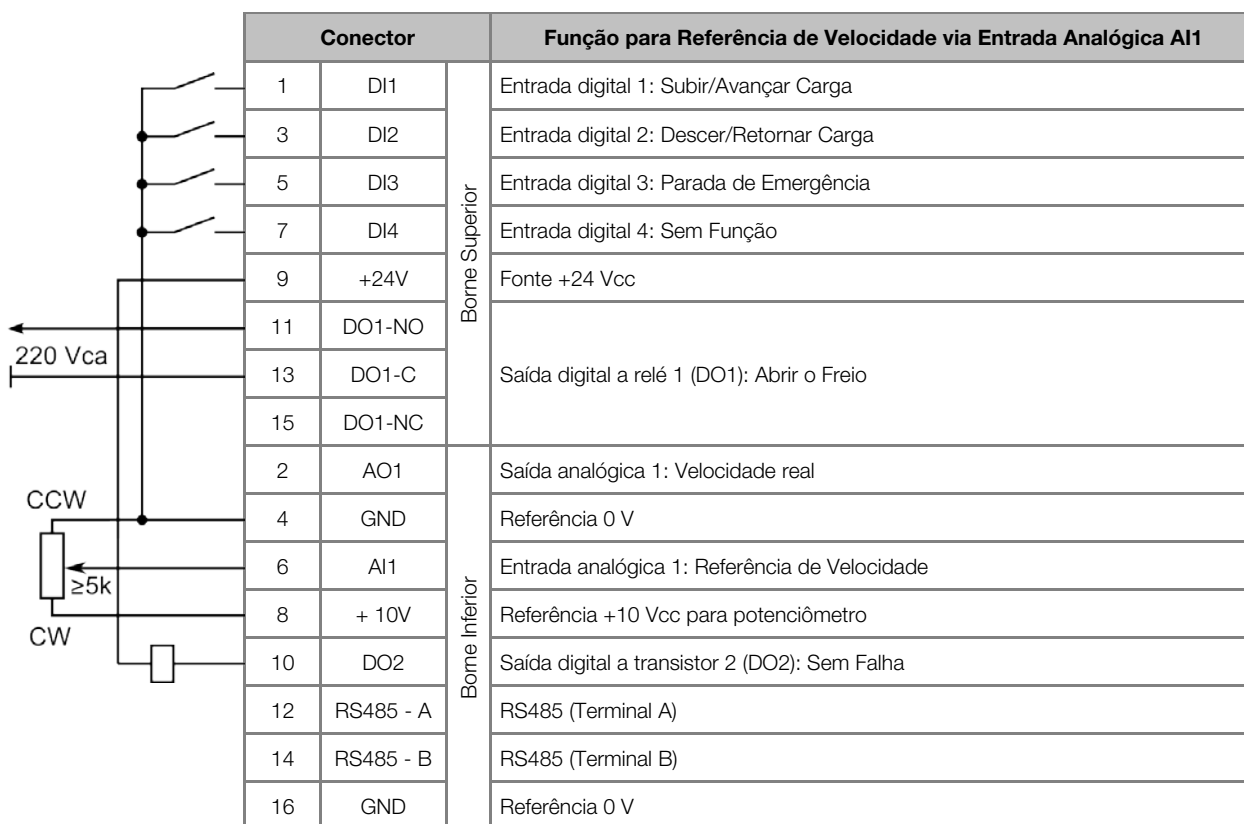 Conector Função para Referência de Velocidade via Entrada Analógica AI1
1 DI1 Entrada digital 1: Subir/Avançar Carga
3 DI2 Entrada digital 2: Descer/Retornar Carga
5 DI3 Entrada digital 3: Parada de Emergência
7 DI4 Entrada digital 4: Sem Função
Borne Superior
9 +24V Fonte +24 Vcc
11 DO1-NO
220 Vca
13 DO1-C Saída digital a relé 1 (DO1): Abrir o Freio
15 DO1-NC
2 AO1 Saída analógica 1: Velocidade real
CCW
4 GND Referência 0 V
6 AI1 Entrada analógica 1: Referência de Velocidade
≥5k
8 + 10V Referência +10 Vcc para potenciômetro
CW
Borne Inferior
10 DO2 Saída digital a transistor 2 (DO2): Sem Falha
12 RS485 - A RS485 (Terminal A)
14 RS485 - B RS485 (Terminal B)
16 GND Referência 0 V